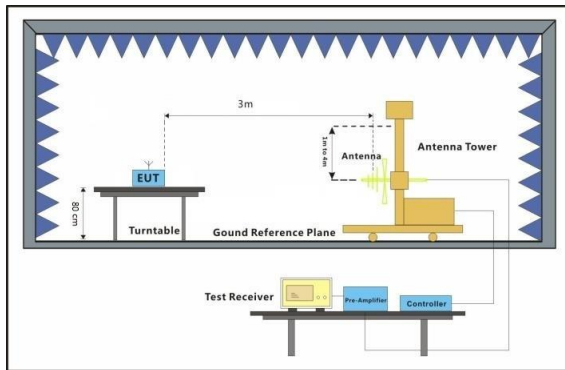 3m
1m to 4m
Antenna
Antenna Tower
EUT
80 cm
Turntable
Gound Reference Plane
Test Receiver
Pre-Amplifier
Controller